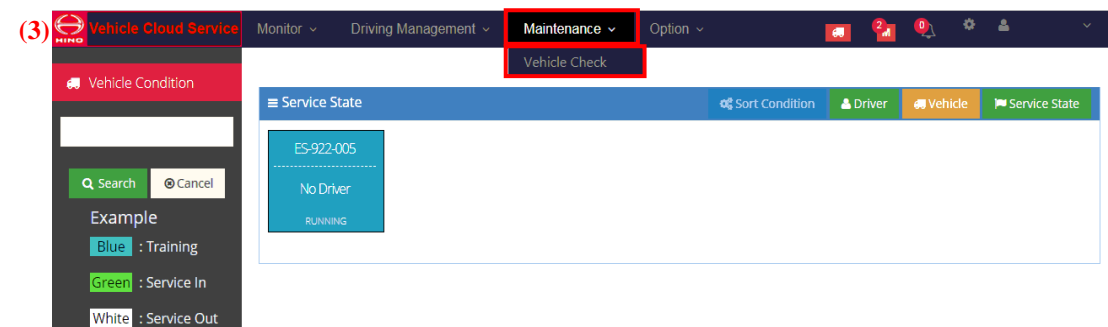 (3) HINO Vehicle Cloud Service Monitor Driving Management Maintenance Option 2 0
Vehicle Check
Vehicle Condition
Service State Sort Condition Driver Vehicle Service State
ES-922-005
No Driver
RUNNING
Search Cancel
Example
Blue : Training
Green : Service In
White : Service Out